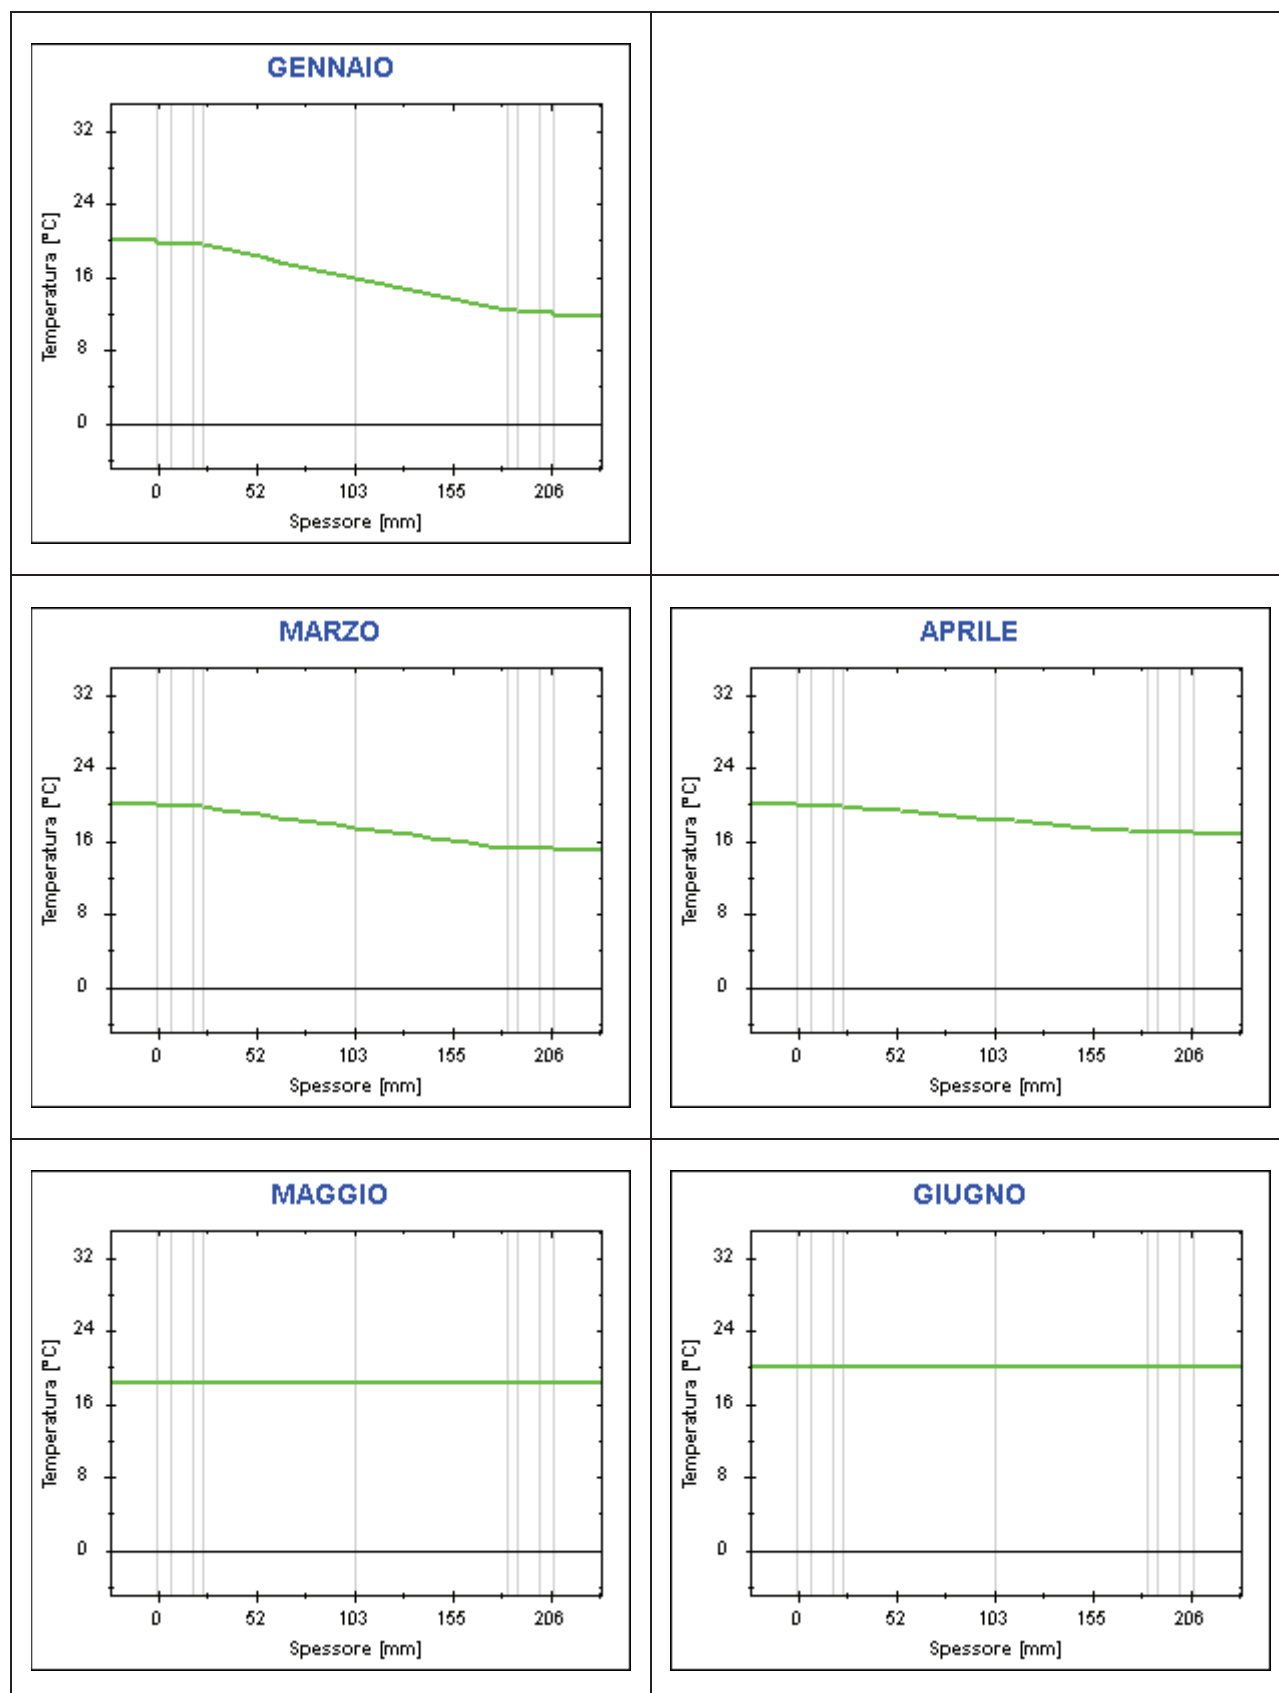 GENNAIO
32
24
16
8
0
Temperatura [°C]
0 52 103 155 206
Spessore [mm]
MARZO
32
24
16
8
0
Temperatura [°C]
0 52 103 155 206
Spessore [mm]
APRILE
32
24
16
8
0
Temperatura [°C]
0 52 103 155 206
Spessore [mm]
MAGGIO
32
24
16
8
0
Temperatura [°C]
0 52 103 155 206
Spessore [mm]
GIUGNO
32
24
16
8
0
Temperatura [°C]
0 52 103 155 206
Spessore [mm]